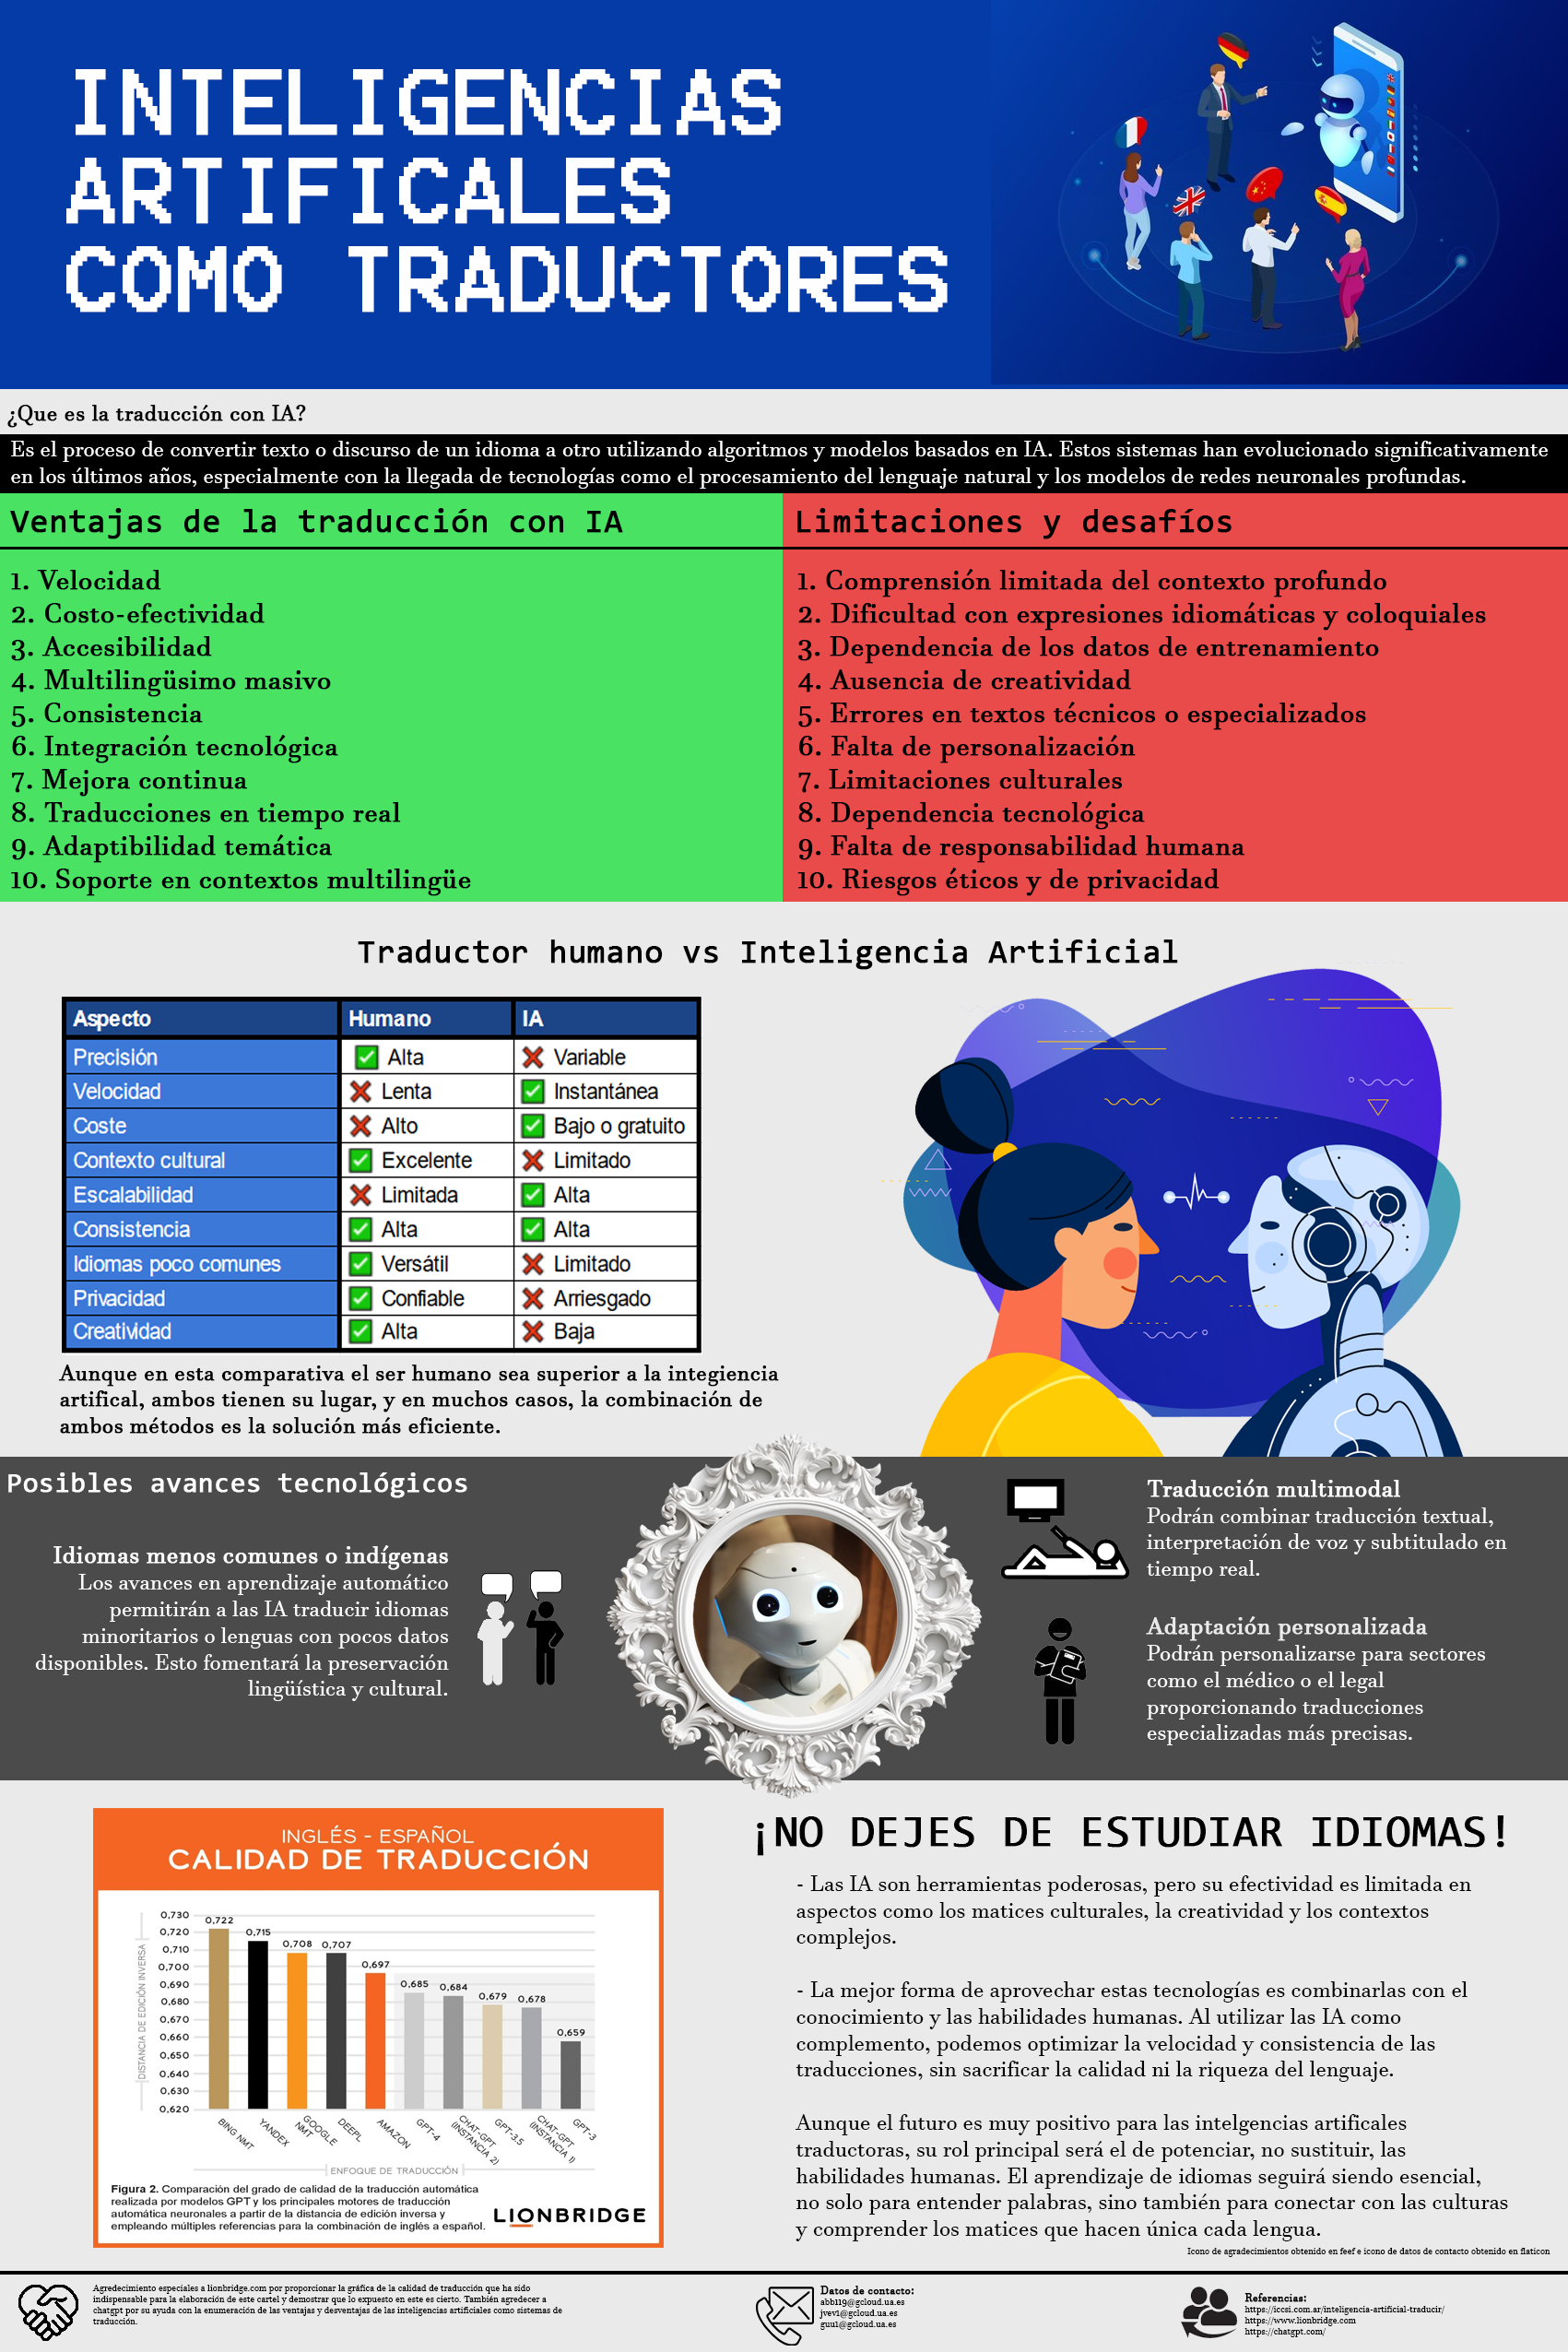 INTELIGENCIAS
ARTIFICALES
COMO TRADUCTORES
¿Que es la traducción con IA?
Es el proceso de convertir texto o discurso de un idioma a otro utilizando algoritmos y modelos basados en IA. Estos sistemas han evolucionado significativamente
en los últimos años, especialmente con la llegada de tecnologías como el procesamiento del lenguaje natural y los modelos de redes neuronales profundas.
Ventajas de la traducción con IA
1. Velocidad
2. Costo-efectividad
3. Accesibilidad
4. Multilingüsimo masivo
5. Consistencia
6. Integración tecnológica
7. Mejora continua
8. Traducciones en tiempo real
9. Adaptibilidad temática
10. Soporte en contextos multilingüe
Limitaciones y desafíos
1. Comprensión limitada del contexto profundo
2. Dificultad con expresiones idiomáticas y coloquiales
3. Dependencia de los datos de entrenamiento
4. Ausencia de creatividad
5. Errores en textos técnicos o especializados
6. Falta de personalización
7. Limitaciones culturales
8. Dependencia tecnológica
9. Falta de responsabilidad humana
10. Riesgos éticos y de privacidad
Traductor humano vs Inteligencia Artificial
Aspecto Humano IA
Precisión Alta Variable
Velocidad Lenta Instantánea
Coste Alto Bajo o gratuito
Contexto cultural Excelente Limitado
Escalabilidad Limitada Alta
Consistencia Alta Alta
Idiomas poco comunes Versátil Limitado
Privacidad Confiable Arriesgado
Creatividad Alta Baja
Aunque en esta comparativa el ser humano sea superior a la integiencia
artifical, ambos tienen su lugar, y en muchos casos, la combinación de
ambos métodos es la solución más eficiente.
Posibles avances tecnológicos
Idiomas menos comunes o indígenas
Los avances en aprendizaje automático
permitirán a las IA traducir idiomas
minoritarios o lenguas con pocos datos
disponibles. Esto fomentará la preservación
lingüística y cultural.
Traducción multimodal
Podrán combinar traducción textual,
interpretación de voz y subtitulado en
tiempo real.
Adaptación personalizada
Podrán personalizarse para sectores
como el médico o el legal
proporcionando traducciones
especializadas más precisas.
INGLÉS - ESPAÑOL
CALIDAD DE TRADUCCIÓN
DISTANCIA DE EDICIÓN INVERSA
0,730
0,720
0,710
0,700
0,690
0,680
0,670
0,660
0,650
0,640
0,630
0,620
0,722
0,715
0,708
0,707
0,697
0,685
0,684
0,679
0,678
0,659
BING NMT
YANDEX
GOOGLE
NMT
DEEPL
AMAZON
GPT-4
CHAT-GPT
(INSTANCIA 2)
GPT-3.5
CHAT-GPT
(INSTANCIA 1)
GPT-3
ENFOQUE DE TRADUCCIÓN
Figura 2. Comparación del grado de calidad de la traducción automática
realizada por modelos GPT y los principales motores de traducción
automática neuronales a partir de la distancia de edición inversa y
empleando múltiples referencias para la combinación de inglés a español.
LIONBRIDGE
¡NO DEJES DE ESTUDIAR IDIOMAS!
- Las IA son herramientas poderosas, pero su efectividad es limitada en
aspectos como los matices culturales, la creatividad y los contextos
complejos.
- La mejor forma de aprovechar estas tecnologías es combinarlas con el
conocimiento y las habilidades humanas. Al utilizar las IA como
complemento, podemos optimizar la velocidad y consistencia de las
traducciones, sin sacrificar la calidad ni la riqueza del lenguaje.
Aunque el futuro es muy positivo para las intelgencias artificales
traductoras, su rol principal será el de potenciar, no sustituir, las
habilidades humanas. El aprendizaje de idiomas seguirá siendo esencial,
no solo para entender palabras, sino también para conectar con las culturas
y comprender los matices que hacen única cada lengua.
Icono de agradecimientos obtenido en feef e icono de datos de contacto obtenido en flaticon
Agredecimiento especiales a lionbridge.com por proporcionar la gráfica de la calidad de traducción que ha sido
indispensable para la elaboración de este cartel y demostrar que lo expuesto en este es cierto. También agredecer a
chatgpt por su ayuda con la enumeración de las ventajas y desventajas de las inteligencias artificiales como sistemas de
traducción.
Datos de contacto:
abb119@gcloud.ua.es
jvev1@gcloud.ua.es
guu1@gcloud.ua.es
Referencias:
https://iccsi.com.ar/inteligencia-artificial-traducir/
https://www.lionbridge.com
https://chatgpt.com/